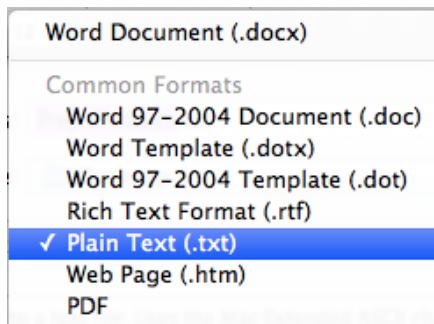 Word Document (.docx)
Common Formats
Word 97-2004 Document (.doc)
Word Template (.dotx)
Word 97-2004 Template (.dot)
Rich Text Format (.rtf)
✓ Plain Text (.txt)
Web Page (.htm)
PDF